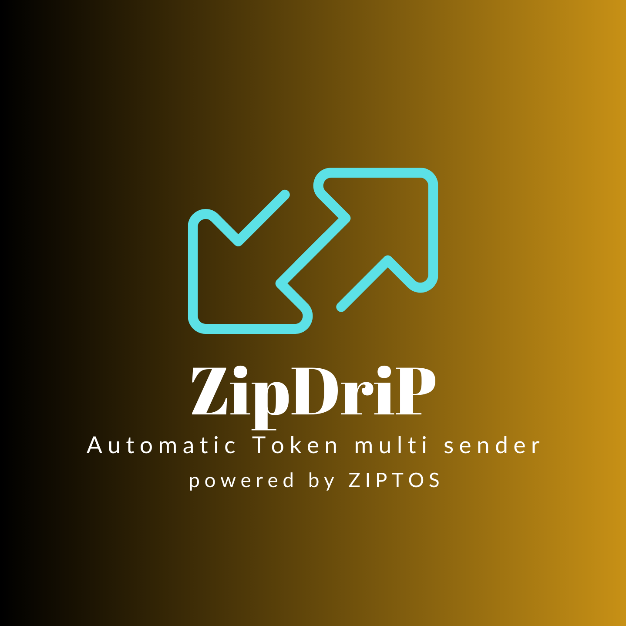 ZipDriP
Automatic Token multi sender
powered by ZIPTOS